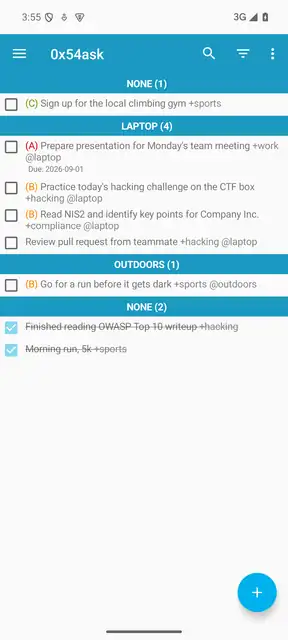 3:55
3G
0x54ask
NONE (1)
(C) Sign up for the local climbing gym +sports
LAPTOP (4)
(A) Prepare presentation for Monday's team meeting +work
@laptop
Due: 2026-09-01
(B) Practice today's hacking challenge on the CTF box
+hacking @laptop
(B) Read NIS2 and identify key points for Company Inc.
+compliance @laptop
Review pull request from teammate +hacking @laptop
OUTDOORS (1)
(B) Go for a run before it gets dark +sports @outdoors
NONE (2)
Finished reading OWASP Top 10 writeup +hacking
Morning run, 5k +sports
+